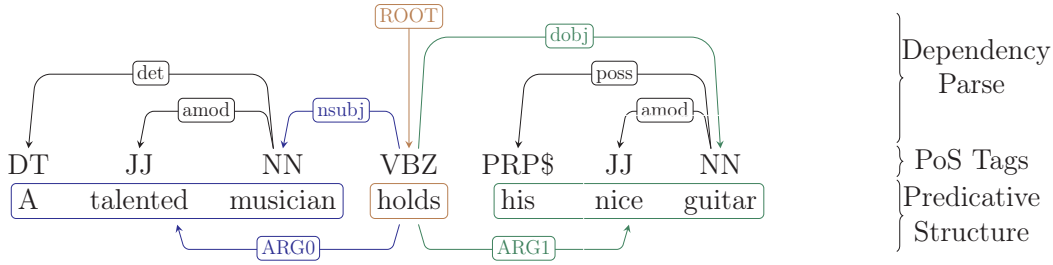 ROOT
dobj
det
poss
amod
nsubj
amod
Dependency
Parse
DT JJ NN VBZ PRP$ JJ NN
PoS Tags
A talented musician holds his nice guitar
Predicative
Structure
ARG0
ARG1